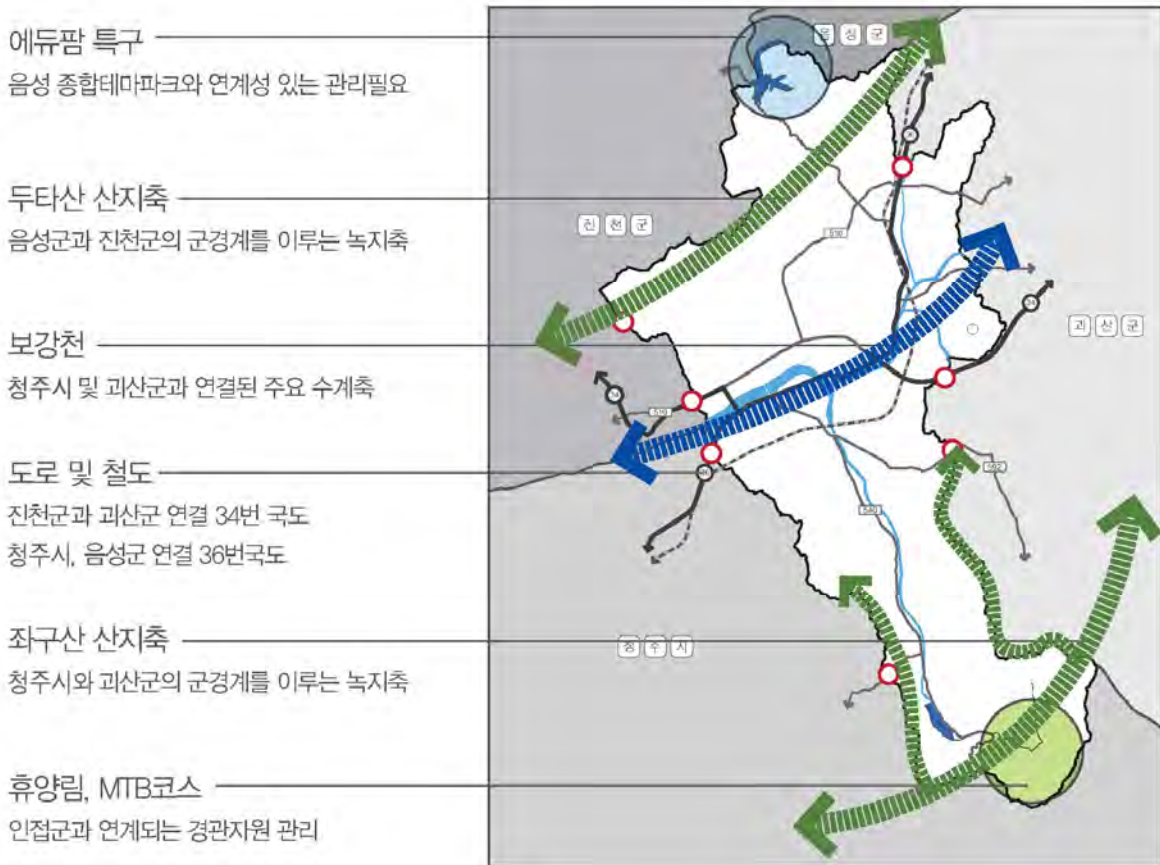 에듀팜 특구
음성 종합테마파크와 연계성 있는 관리필요
두타산 산지축
음성군과 진천군의 군경계를 이루는 녹지축
보강천
청주시 및 괴산군과 연결된 주요 수계축
도로 및 철도
진천군과 괴산군 연결 34번 국도
청주시, 음성군 연결 36번국도
좌구산 산지축
청주시와 괴산군의 군경계를 이루는 녹지축
휴양림, MTB코스
인접군과 연계되는 경관자원 관리
음성군
진천군
괴산군
청주시
510
510
34
592
540